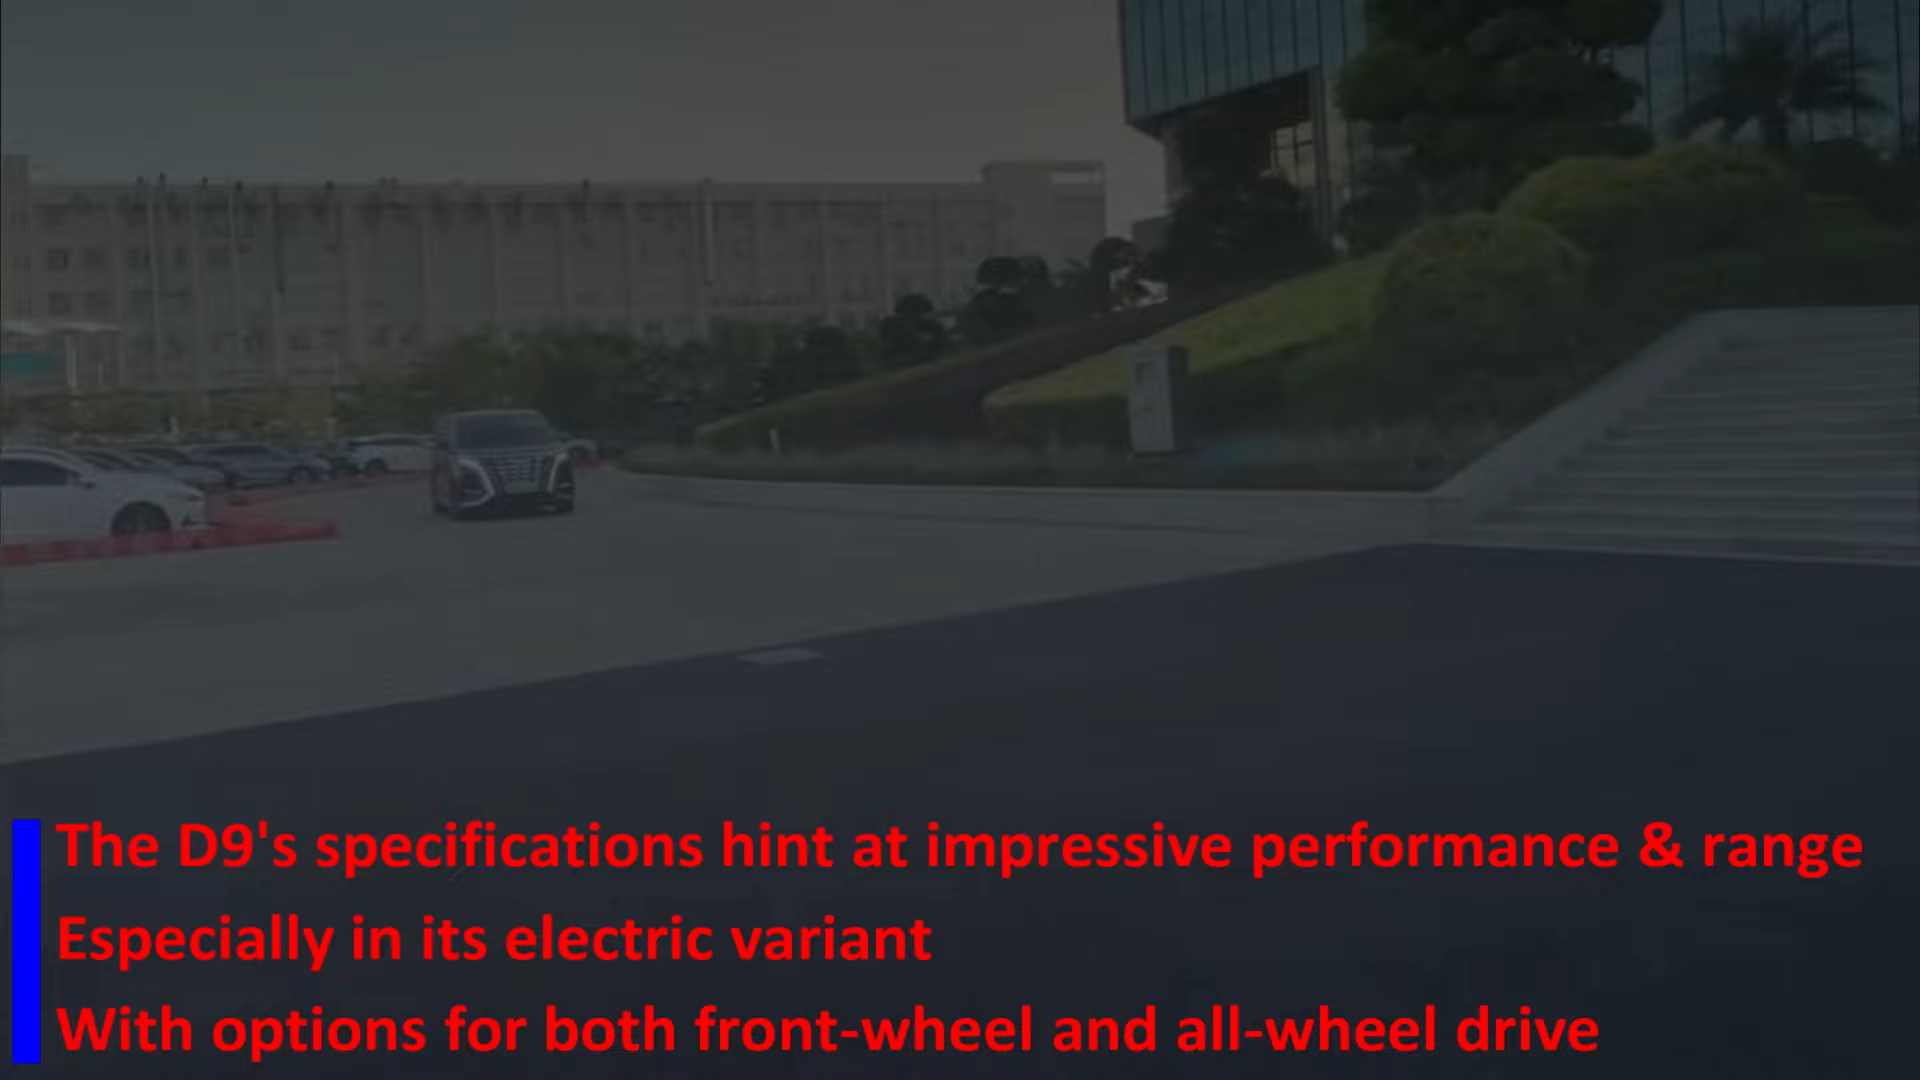 The D9's specifications hint at impressive performance & range
Especially in its electric variant
With options for both front-wheel and all-wheel drive